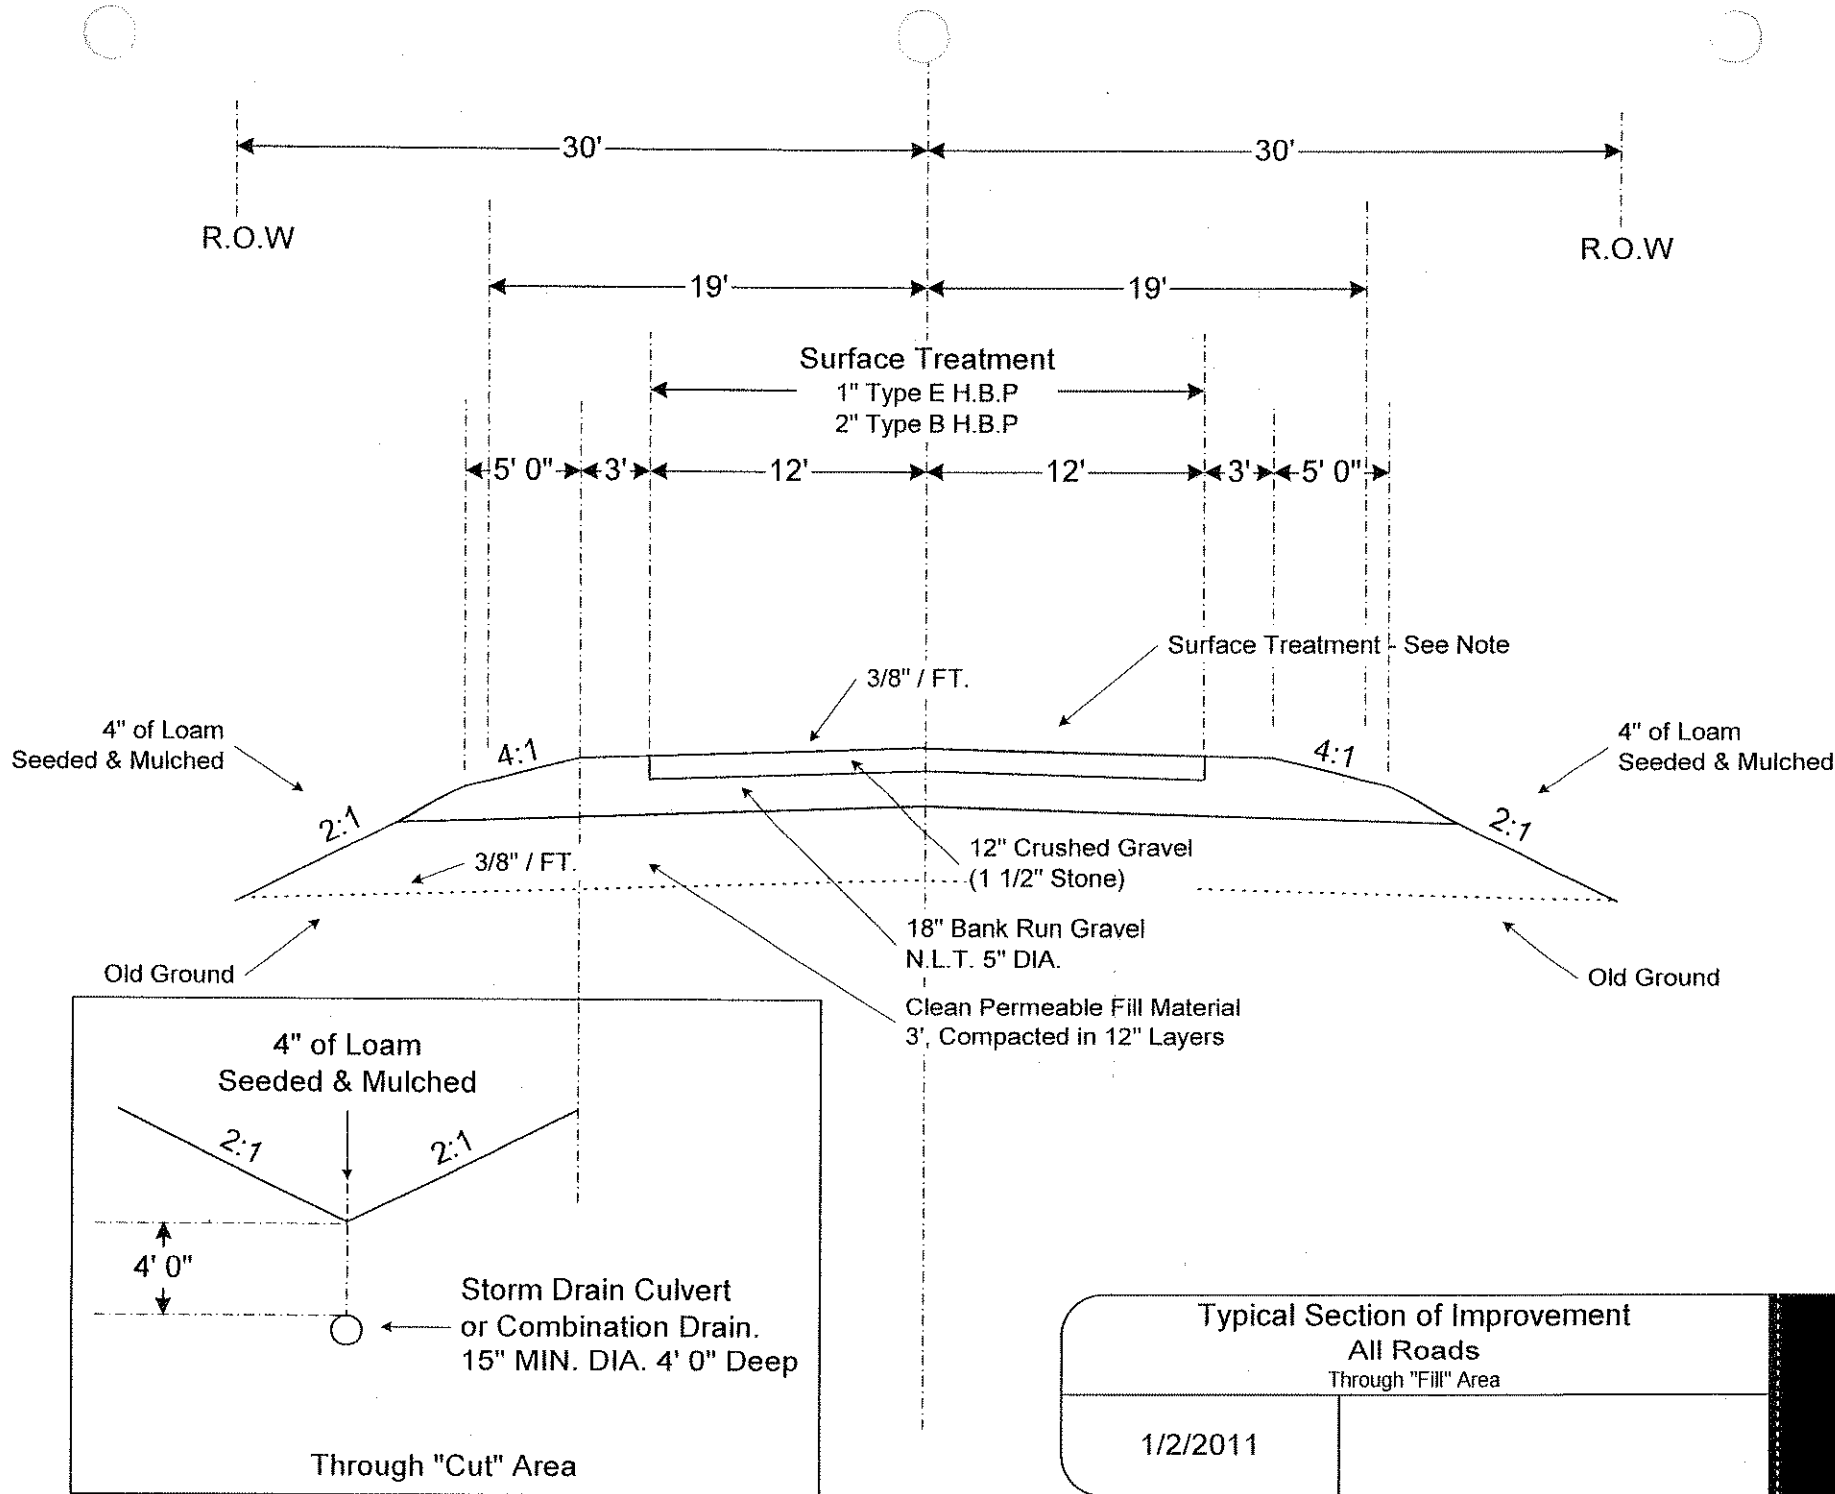 30'
30'
R.O.W
R.O.W
19'
19'
Surface Treatment
1" Type E H.B.P
2" Type B H.B.P
5' 0"
3'
12'
12'
3'
5' 0"
Surface Treatment - See Note
3/8" / FT.
4" of Loam
Seeded & Mulched
4:1
4:1
4" of Loam
Seeded & Mulched
2:1
2:1
3/8" / FT.
12" Crushed Gravel
(1 1/2" Stone)
18" Bank Run Gravel
N.L.T. 5" DIA.
Old Ground
Old Ground
Clean Permeable Fill Material
3', Compacted in 12" Layers
4" of Loam
Seeded & Mulched
2:1
2:1
4' 0"
Storm Drain Culvert
or Combination Drain.
15" MIN. DIA. 4' 0" Deep
Through "Cut" Area
Typical Section of Improvement
All Roads
Through "Fill" Area
1/2/2011